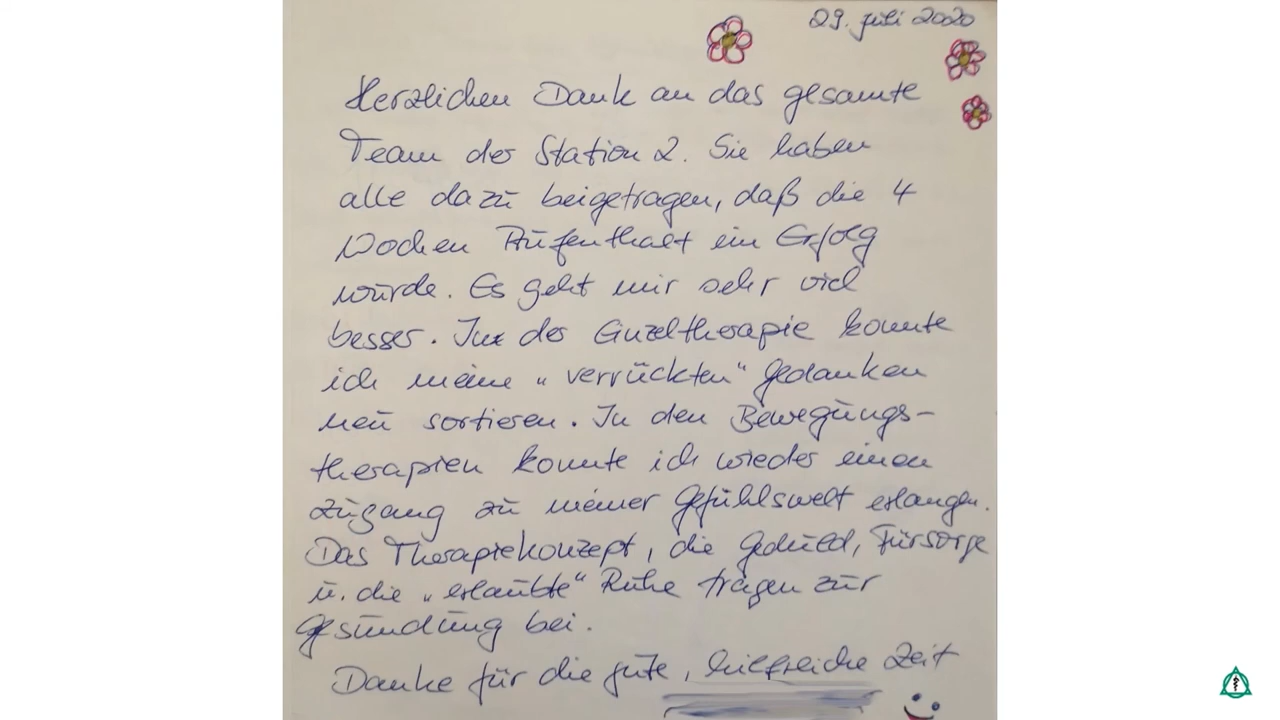 29. Juli 2020
Herzlichen Dank an das gesamte
Team der Station 2. Sie haben
alle dazu beigetragen, daß die 4
Wochen Aufenthalt ein Erfolg
wurde. Es geht mir sehr viel
besser. In der Einzeltherapie konnte
ich meine „verrückten“ Gedanken
neu sortieren. In den Bewegungs-
therapien konnte ich wieder einen
Zugang zu meiner Gefühlswelt erlangen.
Das Therapiekonzept, die Geduld, Fürsorge
u. die „erlaubte“ Ruhe tragen zur
Gesundung bei.
Danke für die gute, hilfreiche Zeit